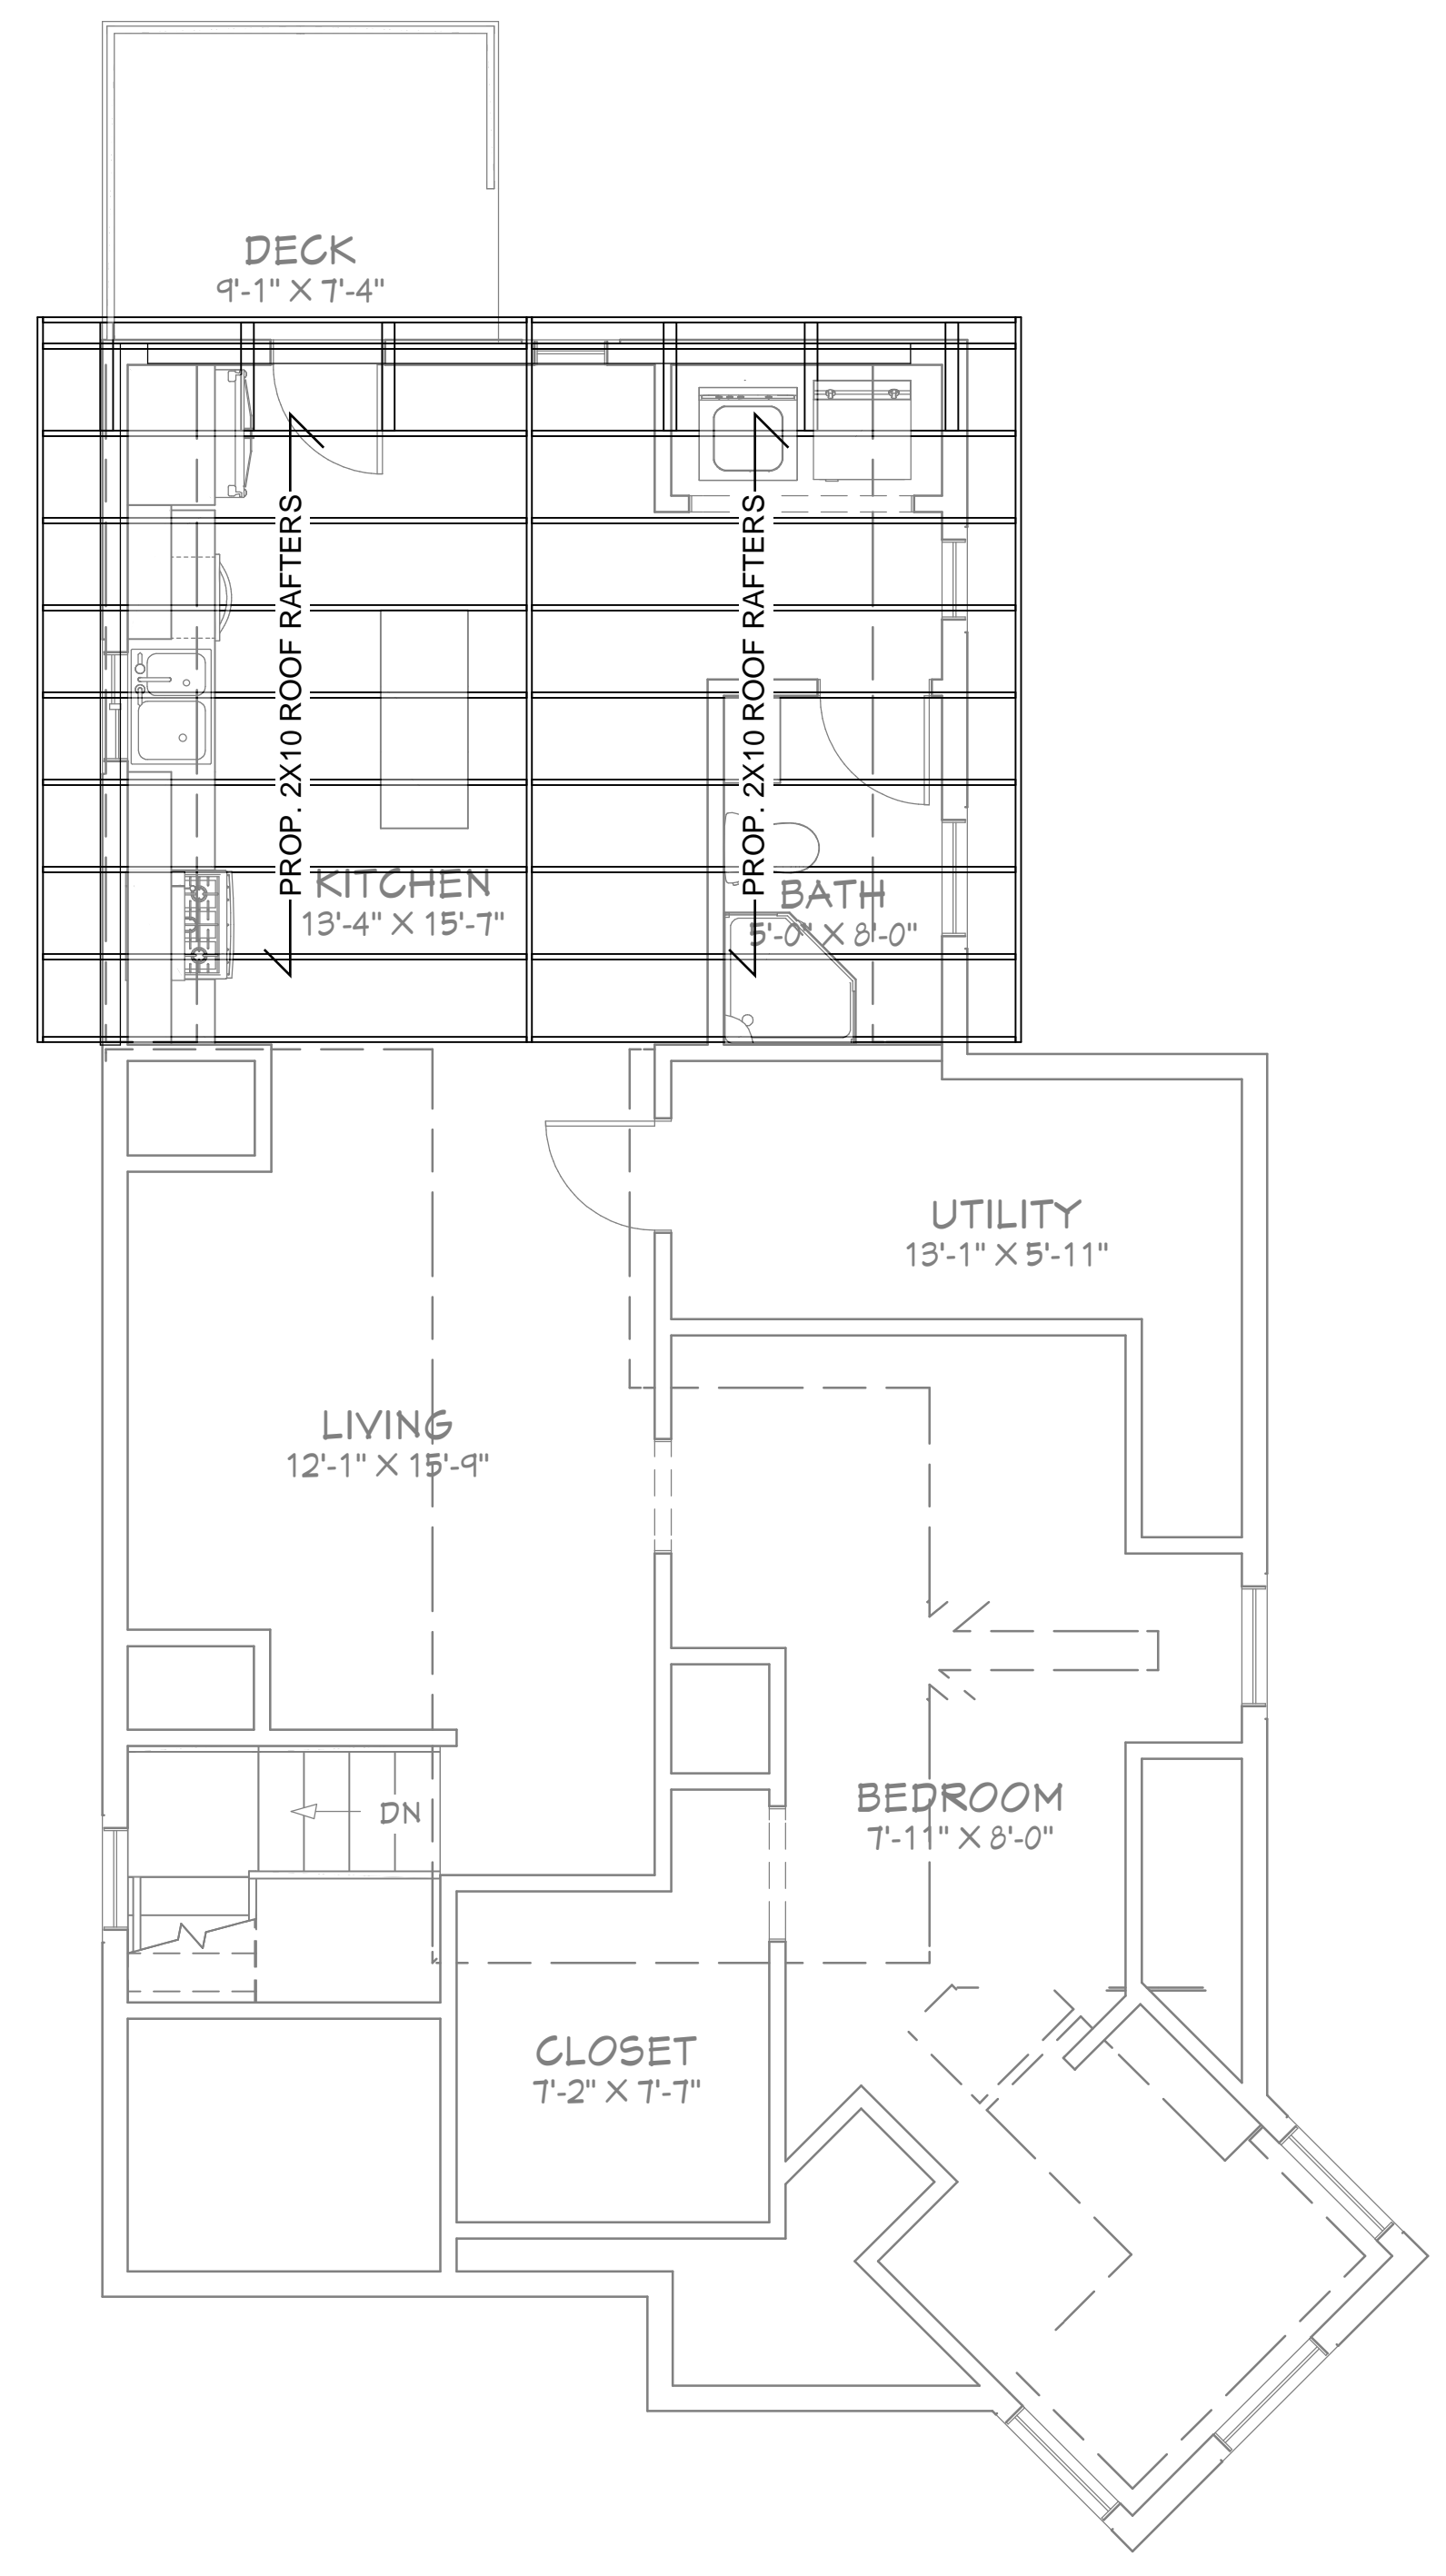 DECK
9'-1" X 7'-4"
PROP. 2X10 ROOF RAFTERS
PROP. 2X10 ROOF RAFTERS
KITCHEN
13'-4" X 15'-7"
BATH
5'-0" X 8'-0"
UTILITY
13'-1" X 5'-11"
LIVING
12'-1" X 15'-9"
DN
BEDROOM
7'-11" X 8'-0"
CLOSET
7'-2" X 7'-7"